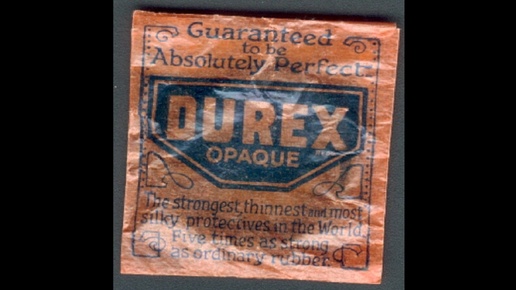 Guaranteed
to be
Absolutely Perfect.
DUREX
OPAQUE
The strongest, thinnest and most
silky protectives in the World.
Five times as strong
as ordinary rubber.